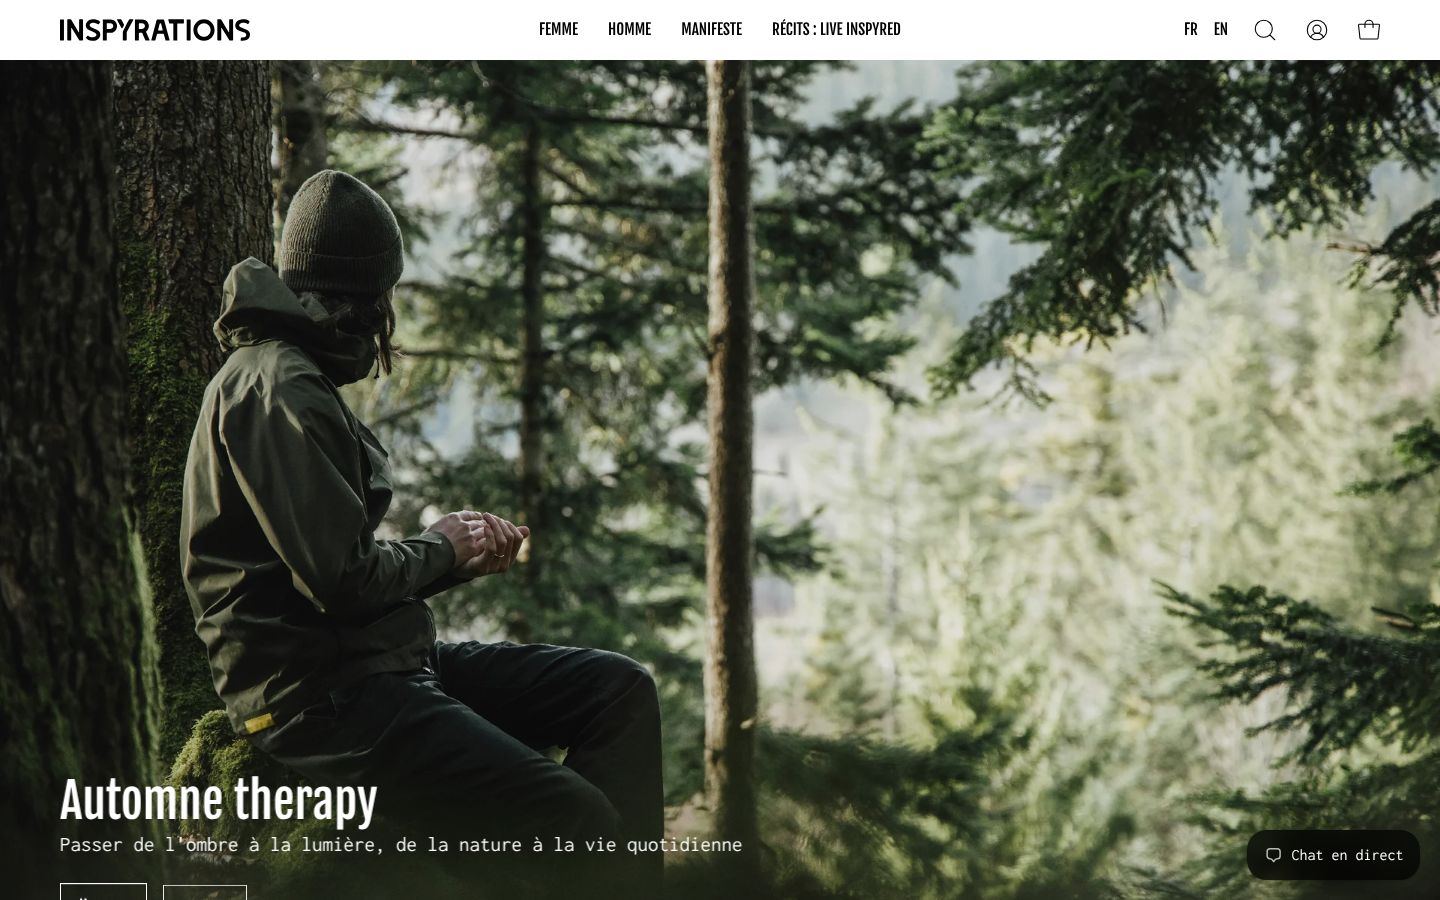 INSPYRATIONS
FEMME HOMME MANIFESTE RÉCITS : LIVE INSPYRED
FR EN
Automne therapy
Passer de l'ombre à la lumière, de la nature à la vie quotidienne
Chat en direct